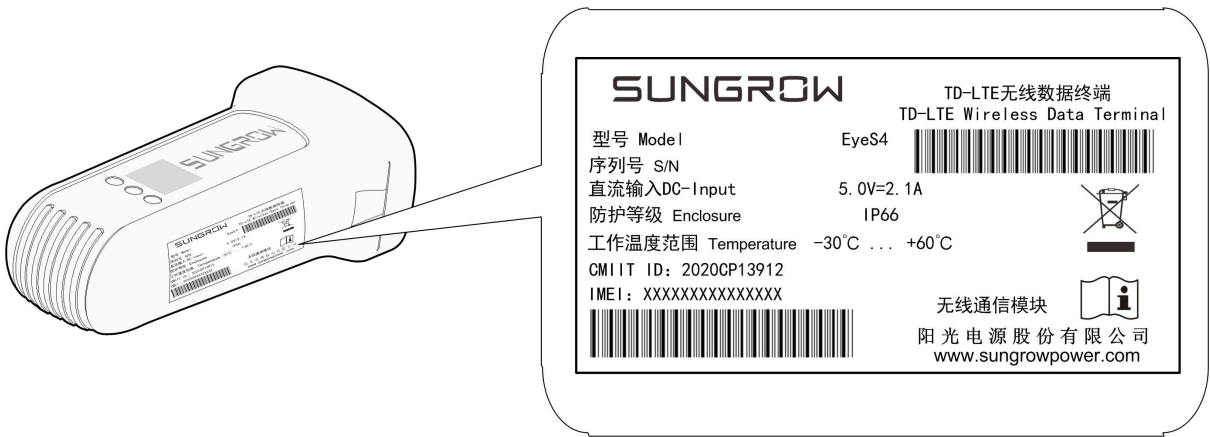 SUNGROW
SUNGROW
SUNGROW
TD-LTE无线数据终端
TD-LTE Wireless Data Terminal
型号 Model EyeS4
序列号 S/N
直流输入DC-Input 5.0V=2.1A
防护等级 Enclosure IP66
工作温度范围 Temperature -30℃ ... +60℃
CMIIT ID: 2020CP13912
IMEI: XXXXXXXXXXXXXXX
无线通信模块
阳光电源股份有限公司
www.sungrowpower.com